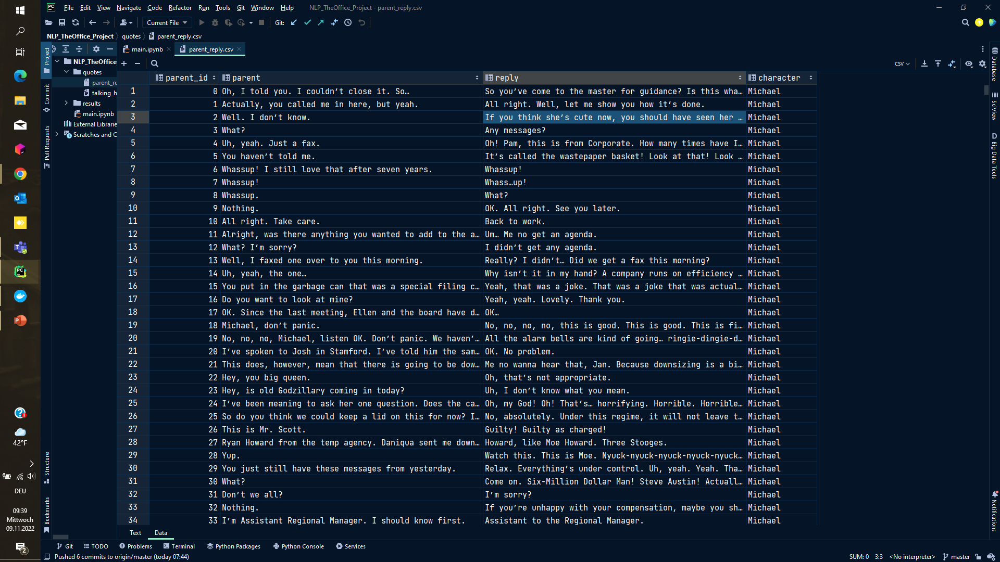 File Edit View Navigate Code Refactor Run Tools Git Window Help NLP_TheOffice_Project - parent_reply.csv
Current File Git:
NLP_TheOffice_Project quotes parent_reply.csv
main.ipynb parent_reply.csv
CSV
Project
Commit
Pull Requests
Structure
Bookmarks
NLP_TheOffice
quotes
parent_re
talking_h
results
main.ipynb
External Librarie
Scratches and C
parent_id parent reply character
1 0 Oh, I told you. I couldn’t close it. So… So you’ve come to the master for guidance? Is this wha… Michael
2 1 Actually, you called me in here, but yeah. All right. Well, let me show you how it’s done. Michael
3 2 Well. I don’t know. If you think she’s cute now, you should have seen her … Michael
4 3 What? Any messages? Michael
5 4 Uh, yeah. Just a fax. Oh! Pam, this is from Corporate. How many times have I… Michael
6 5 You haven’t told me. It’s called the wastepaper basket! Look at that! Look … Michael
7 6 Whassup! I still love that after seven years. Whassup! Michael
8 7 Whassup! Whass…up! Michael
9 8 Whassup. What? Michael
10 9 Nothing. OK. All right. See you later. Michael
11 10 All right. Take care. Back to work. Michael
12 11 Alright, was there anything you wanted to add to the a… Um… Me no get an agenda. Michael
13 12 What? I’m sorry? I didn’t get any agenda. Michael
14 13 Well, I faxed one over to you this morning. Really? I didn’t… Did we get a fax this morning? Michael
15 14 Uh, yeah, the one… Why isn’t it in my hand? A company runs on efficiency … Michael
16 15 You put in the garbage can that was a special filing c… Yeah, that was a joke. That was a joke that was actual… Michael
17 16 Do you want to look at mine? Yeah, yeah. Lovely. Thank you. Michael
18 17 OK. Since the last meeting, Ellen and the board have d… OK… Michael
19 18 Michael, don’t panic. No, no, no, no, this is good. This is good. This is fi… Michael
20 19 No, no, no, Michael, listen OK. Don’t panic. We haven’… All the alarm bells are kind of going… ringie-dingie-d… Michael
21 20 I’ve spoken to Josh in Stamford. I’ve told him the sam… OK. No problem. Michael
22 21 This does, however, mean that there is going to be dow… Me no wanna hear that, Jan. Because downsizing is a bi… Michael
23 22 Hey, you big queen. Oh, that’s not appropriate. Michael
24 23 Hey, is old Godzillary coming in today? Uh, I don’t know what you mean. Michael
25 24 I’ve been meaning to ask her one question. Does the ca… Oh, my God! Oh! That’s… horrifying. Horrible. Horrible… Michael
26 25 So do you think we could keep a lid on this for now? I… No, absolutely. Under this regime, it will not leave t… Michael
27 26 This is Mr. Scott. Guilty! Guilty as charged! Michael
28 27 Ryan Howard from the temp agency. Daniqua sent me down… Howard, like Moe Howard. Three Stooges. Michael
29 28 Yup. Watch this. This is Moe. Nyuck-nyuck-nyuck-nyuck-nyuck… Michael
30 29 You just still have these messages from yesterday. Relax. Everything’s under control. Uh, yeah. Yeah. Tha… Michael
31 30 What? Come on. Six-Million Dollar Man! Steve Austin! Actuall… Michael
32 31 Don’t we all? I’m sorry? Michael
33 32 Nothing. If you’re unhappy with your compensation, maybe you sh… Michael
34 33 I’m Assistant Regional Manager. I should know first. Assistant to the Regional Manager. Michael
Database
SciView
Big Data Tools
Notifications
Text Data
Git TODO Problems Terminal Python Packages Python Console Services
Pushed 6 commits to origin/master (today 07:44) SUM: 0 3:3 <No interpreter> master
42°F
DEU
09:39
Mittwoch
09.11.2022
2